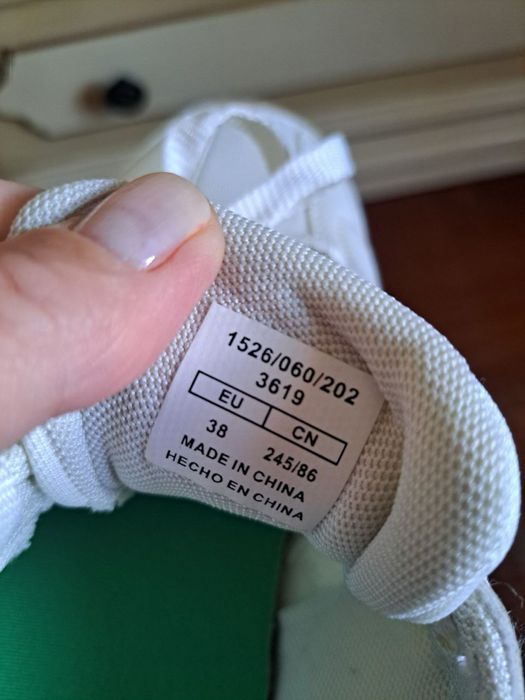 1526/060/202
3619
EU CN
38 245/86
MADE IN CHINA
HECHO EN CHINA